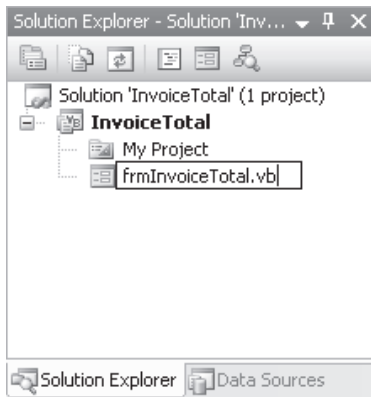 Solution Explorer - Solution 'Inv...
Solution 'InvoiceTotal' (1 project)
InvoiceTotal
My Project
frmInvoiceTotal.vb
Solution Explorer Data Sources